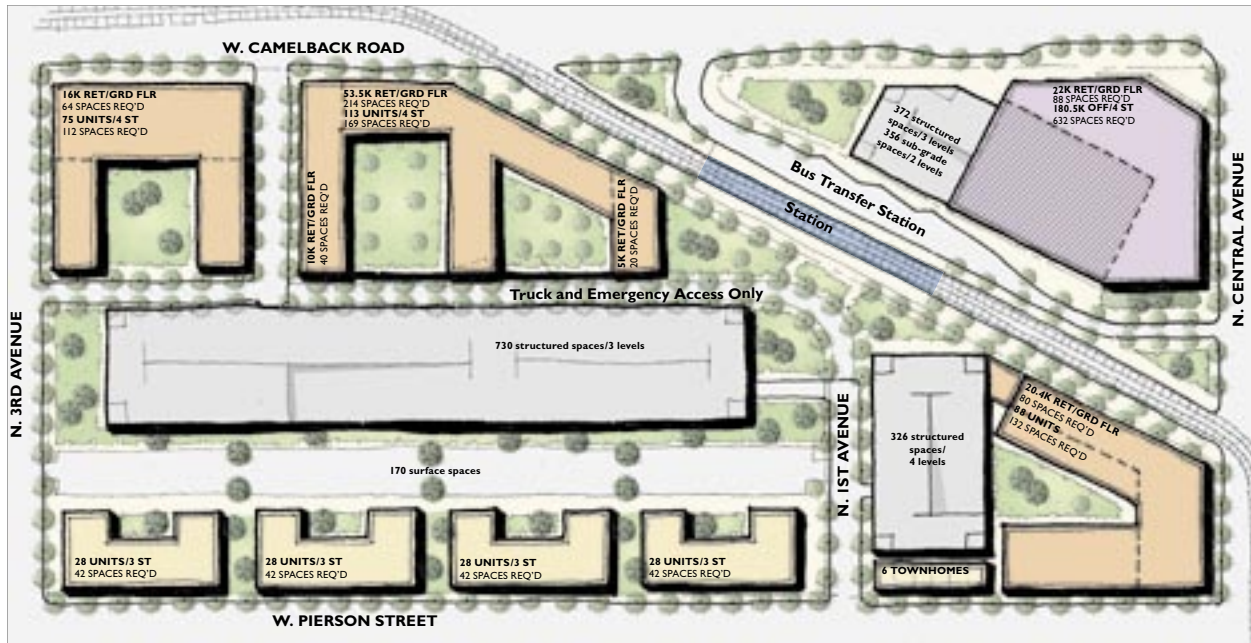 W. CAMELBACK ROAD
16K RET/GRD FLR
64 SPACES REQ'D
75 UNITS/4 ST
112 SPACES REQ'D
53.5K RET/GRD FLR
214 SPACES REQ'D
113 UNITS/4 ST
169 SPACES REQ'D
10K RET/GRD FLR
40 SPACES REQ'D
5K RET/GRD FLR
20 SPACES REQ'D
372 structured
spaces/3 levels
356 sub-grade
spaces/2 levels
22K RET/GRD FLR
88 SPACES REQ'D
180.5K OFF/4 ST
632 SPACES REQ'D
Bus Transfer Station
Station
N. CENTRAL AVENUE
Truck and Emergency Access Only
N. 3RD AVENUE
730 structured spaces/3 levels
N. 1ST AVENUE
326 structured
spaces/
4 levels
20.4K RET/GRD FLR
80 SPACES REQ'D
88 UNITS
132 SPACES REQ'D
170 surface spaces
28 UNITS/3 ST
42 SPACES REQ'D
28 UNITS/3 ST
42 SPACES REQ'D
28 UNITS/3 ST
42 SPACES REQ'D
28 UNITS/3 ST
42 SPACES REQ'D
6 TOWNHOMES
W. PIERSON STREET